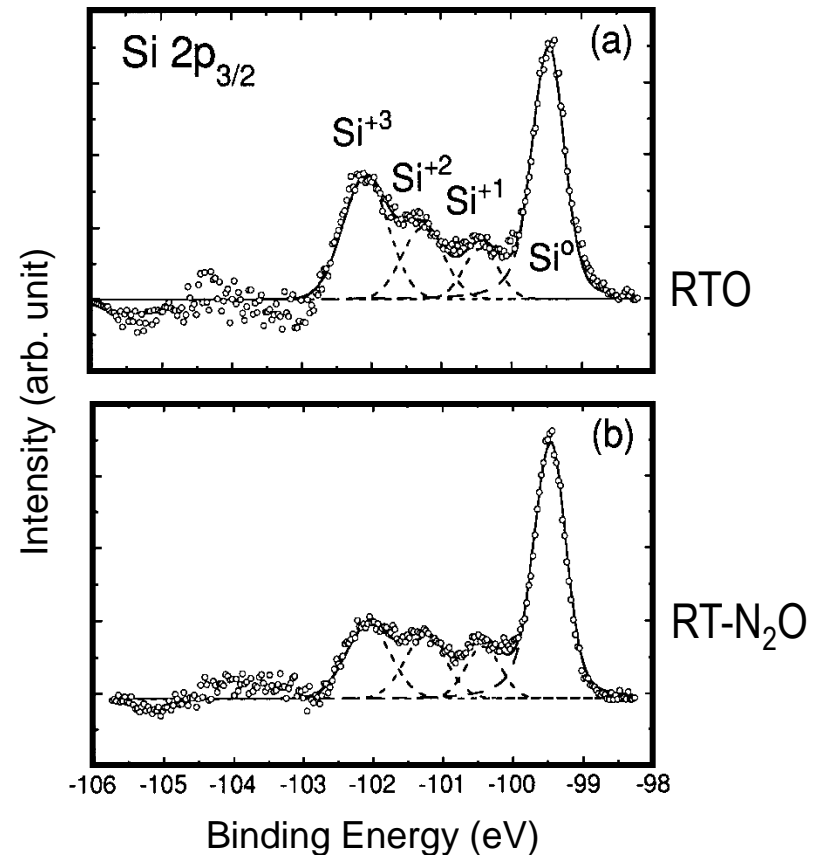 Si 2p3/2
(a)
Si+3
Si+2
Si+1
Sio
RTO
Intensity (arb. unit)
(b)
RT-N2O
-106 -105 -104 -103 -102 -101 -100 -99 -98
Binding Energy (eV)